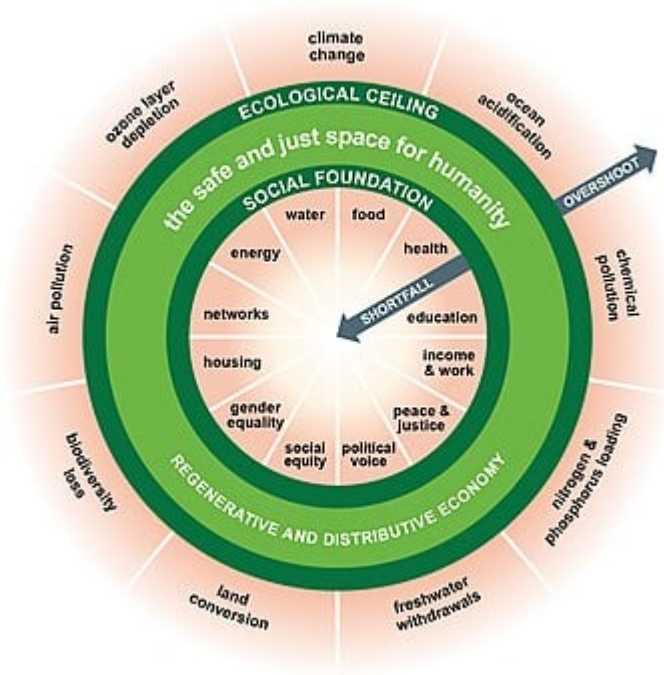 climate
change
ocean
acidification
chemical
pollution
nitrogen &
phosphorus loading
freshwater
withdrawals
land
conversion
biodiversity
loss
air pollution
ozone layer
depletion
ECOLOGICAL CEILING
the safe and just space for humanity
OVERSHOOT
SOCIAL FOUNDATION
water
food
health
SHORTFALL
education
income
& work
peace &
justice
political
voice
social
equity
gender
equality
housing
networks
energy
REGENERATIVE AND DISTRIBUTIVE ECONOMY